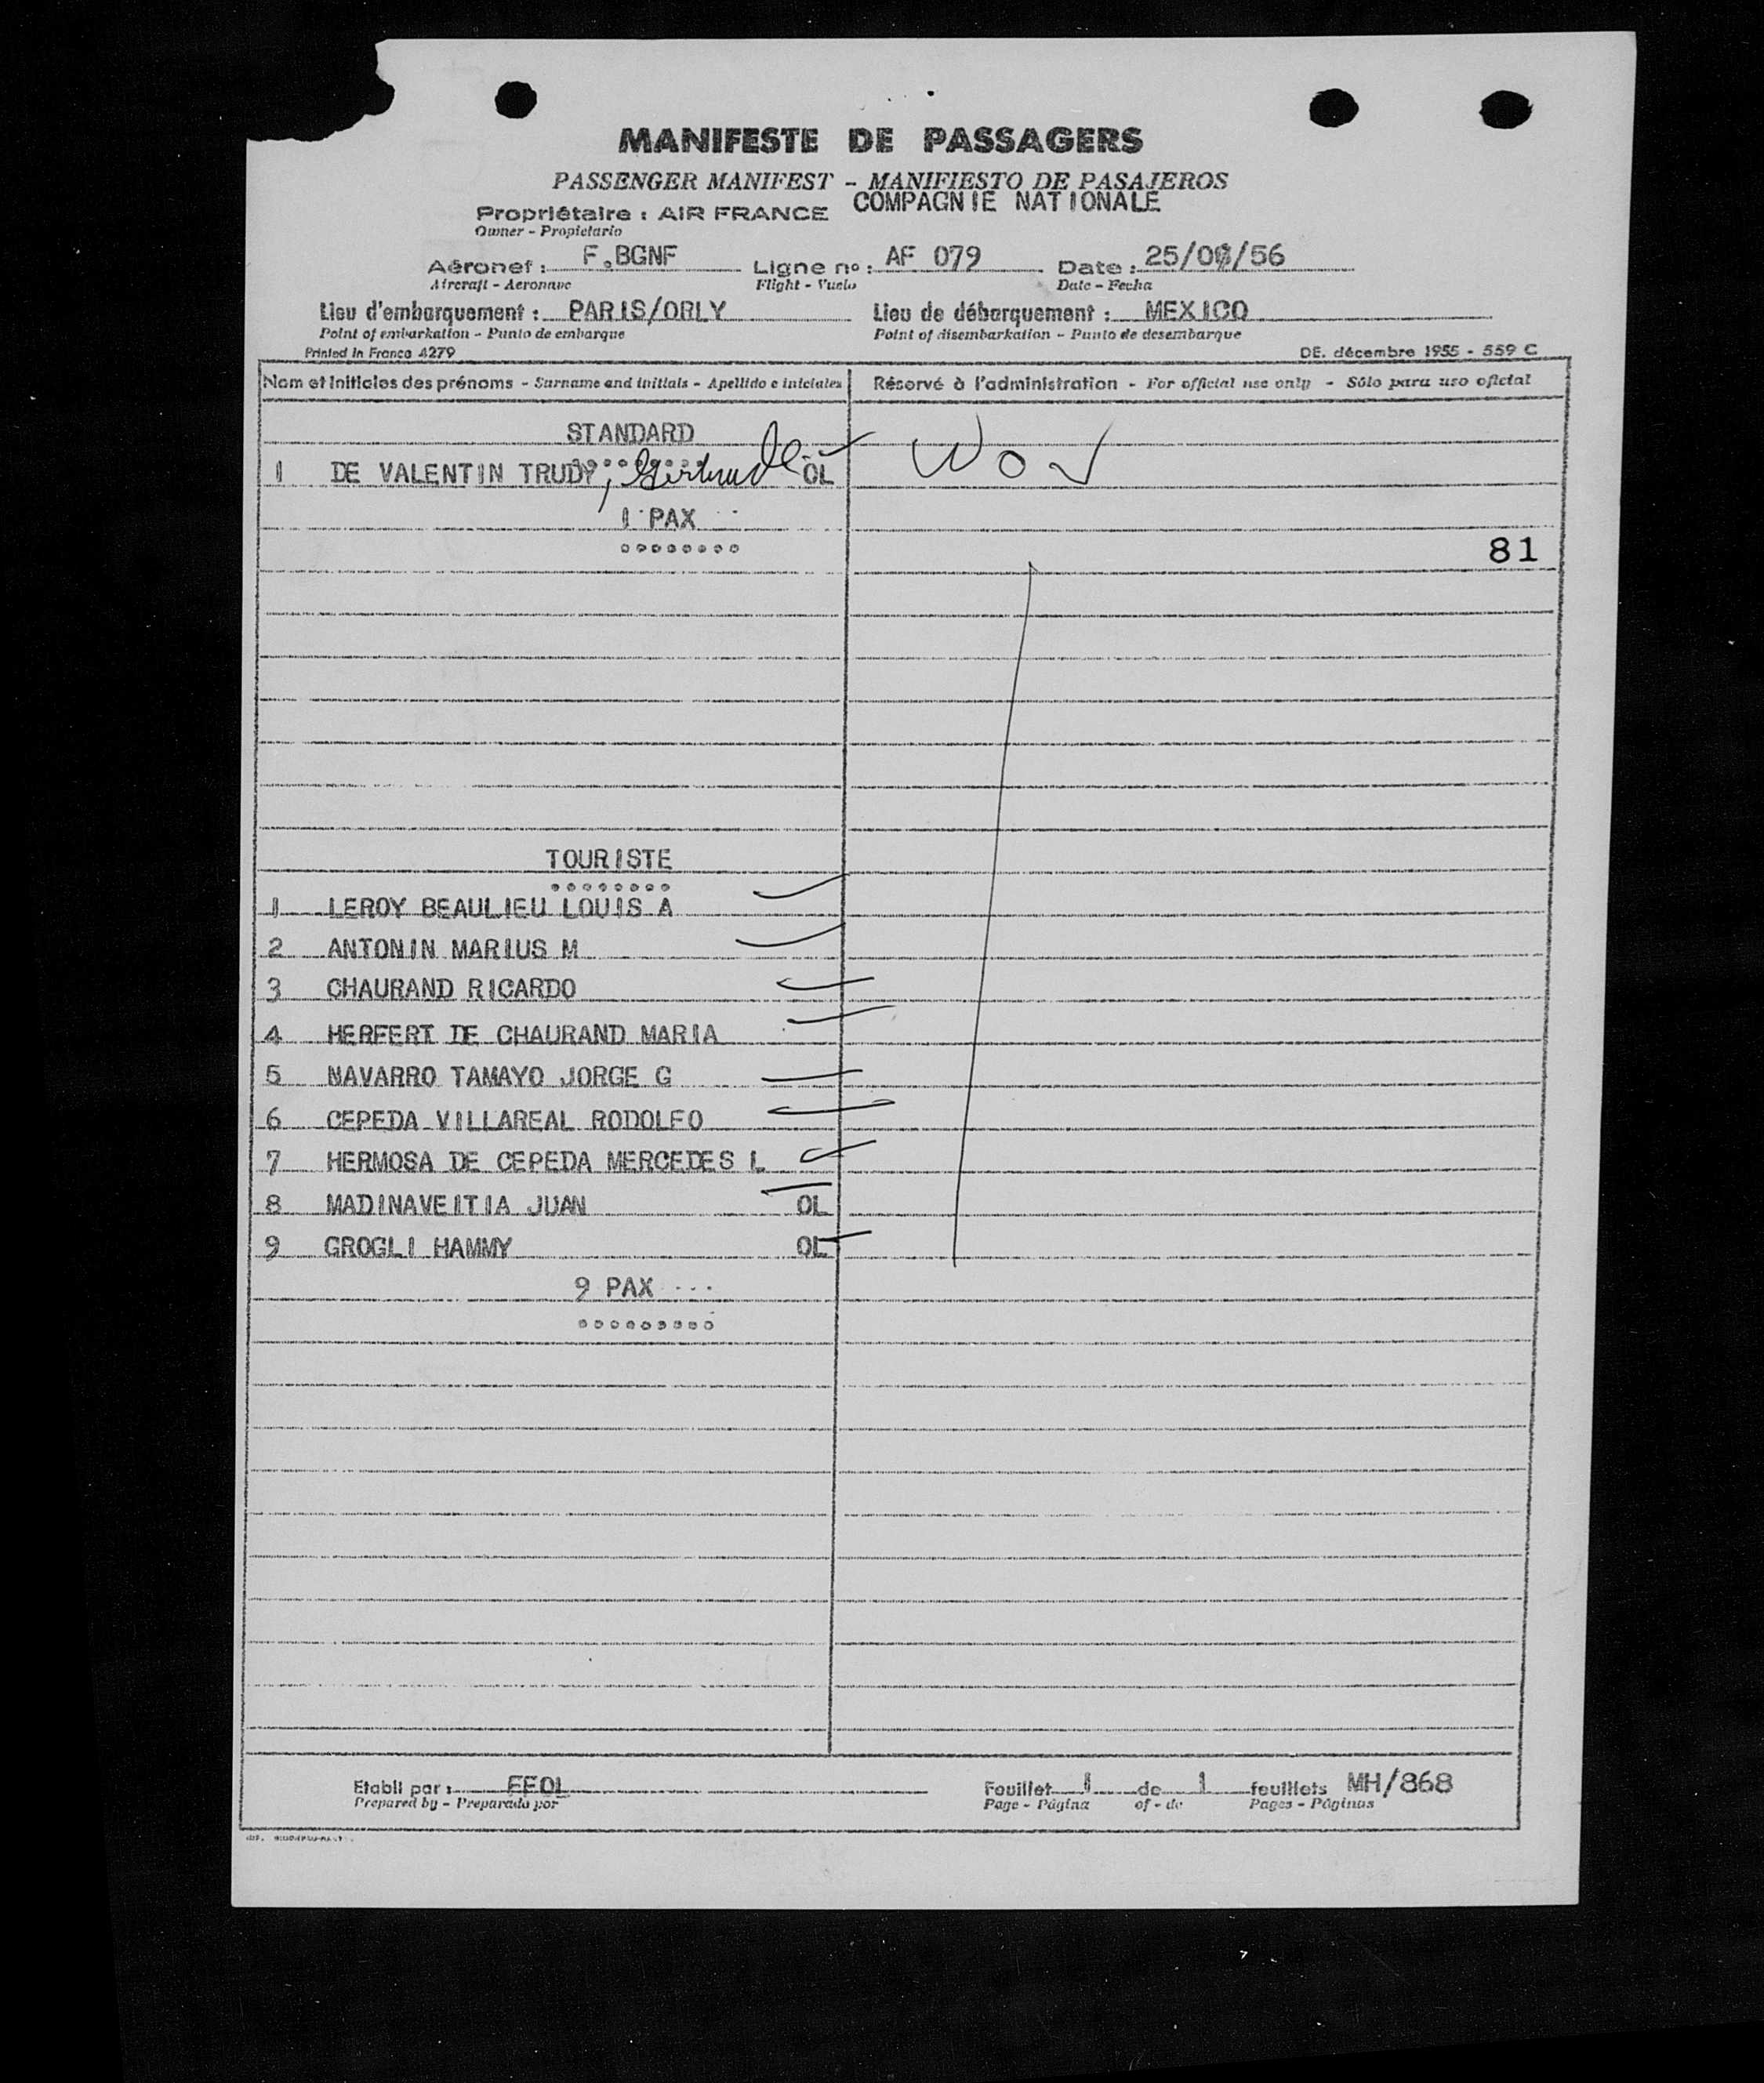 MANIFESTE DE PASSAGERS
PASSENGER MANIFEST - MANIFIESTO DE PASAJEROS
Propriétaire : AIR FRANCE COMPAGNIE NATIONALE
Owner - Propietario
Aéronef : F.BGNF Ligne nº : AF 079 Date : 25/0 /56
Aircraft - Aeronave Flight - Vuelo Date - Fecha
Lieu d'embarquement : PARIS/ORLY Lieu de débarquement : MEXICO
Point of embarkation - Punto de embarque Point of disembarkation - Punto de desembarque
Printed in France 4279 DE. décembre 1955 - 559 C
Nom et initiales des prénoms - Surname and initials - Apellido e iniciales Réservé à l'administration - For official use only - Sólo para uso oficial
STANDARD
1 DE VALENTIN TRUDY, Gertrude OL
1 PAX
81
TOURISTE
1 LEROY BEAULIEU LOUIS A
2 ANTONIN MARIUS M
3 CHAURAND RICARDO
4 HERFERT DE CHAURAND MARIA
5 NAVARRO TAMAYO JORGE G
6 CEPEDA VILLAREAL RODOLFO
7 HERMOSA DE CEPEDA MERCEDES L
8 MADINAVEITIA JUAN OL
9 GROGLI HAMMY OL
9 PAX
Etabli par : FFOL Feuillet 1 de 1 feuillets MH/868
Prepared by - Preparado por Page - Página of - de Pages - Páginas